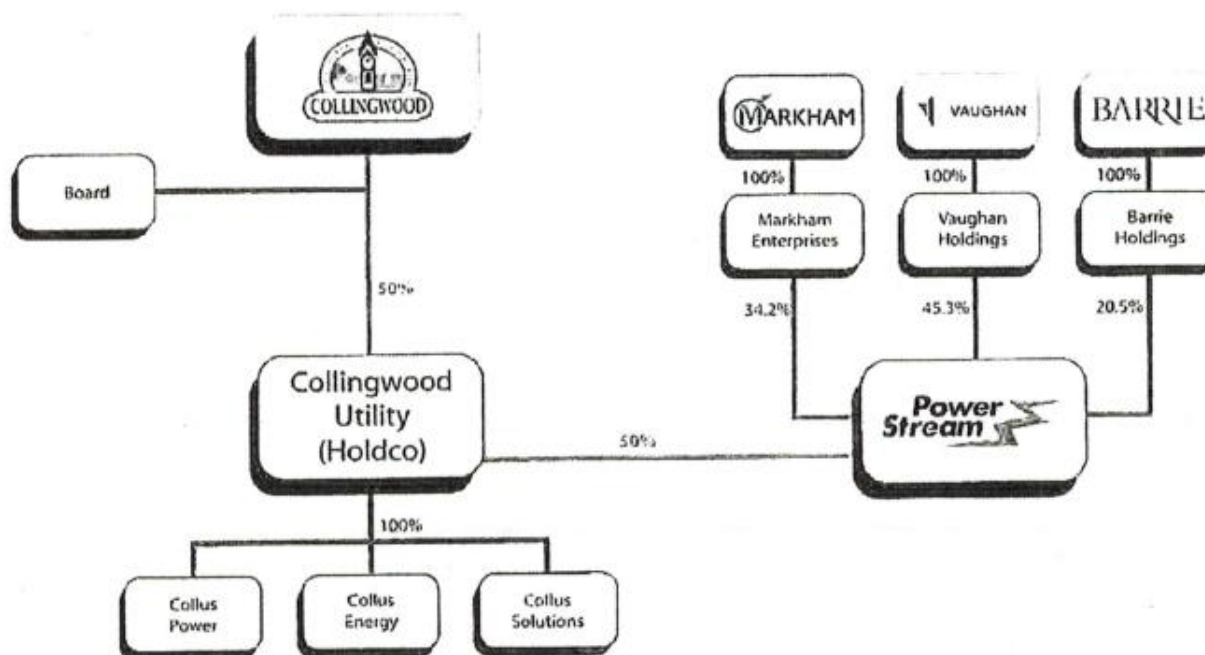 COLLINGWOOD
Board
50%
Collingwood
Utility
(Holdco)
100%
Collus
Power
Collus
Energy
Collus
Solutions
MARKHAM
VAUGHAN
BARRIE
100%
100%
100%
Markham
Enterprises
Vaughan
Holdings
Barrie
Holdings
34.2%
45.3%
20.5%
Power
Stream
50%